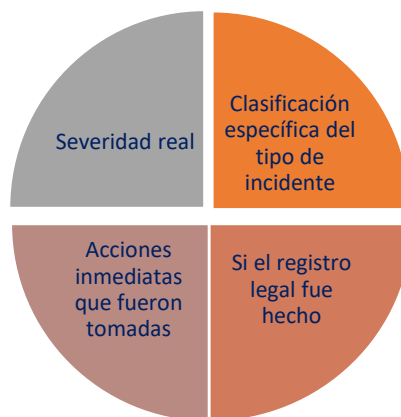 Severidad real
Clasificación
específica del
tipo de
incidente
Acciones
inmediatas
que fueron
tomadas
Si el registro
legal fue
hecho